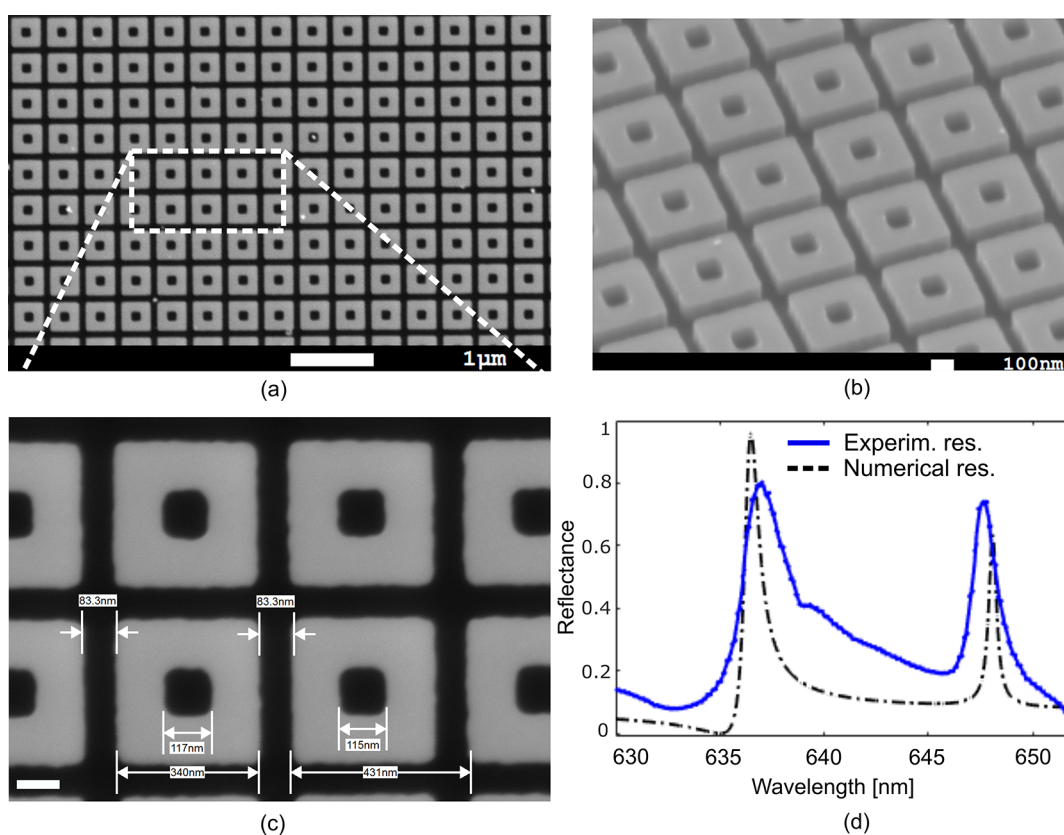 1μm
(a)
100nm
(b)
83.3nm
83.3nm
117nm
115nm
340nm
431nm
(c)
Experim. res.
Numerical res.
1
0.8
0.6
0.4
0.2
0
Reflectance
630
635
640
645
650
Wavelength [nm]
(d)